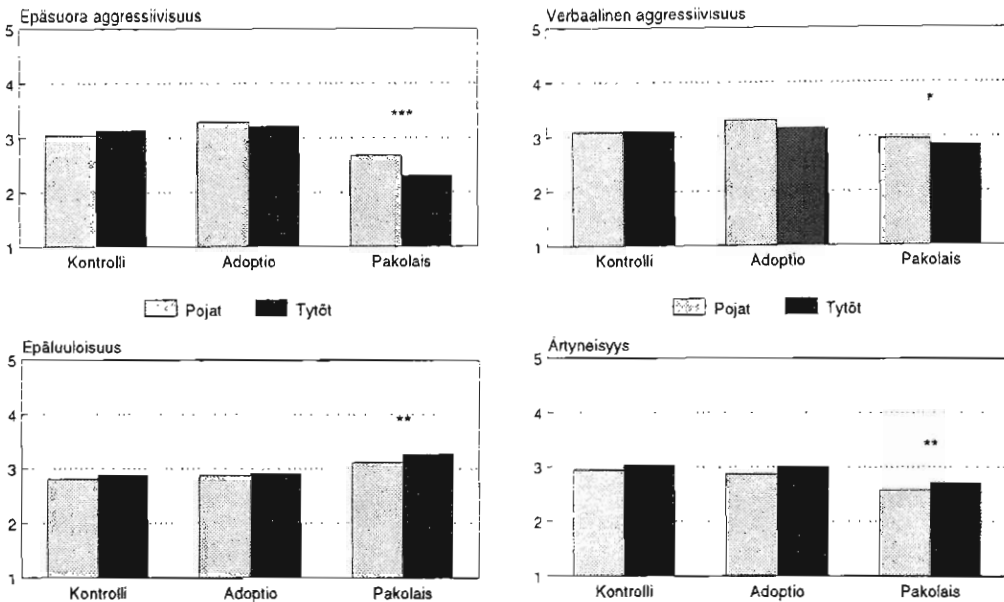 Epäsuora aggressiivisuus
5
4
3
2
1
***
Kontrolli Adoptio Pakolais
Verbaalinen aggressiivisuus
5
4
3
2
1
*
Kontrolli Adoptio Pakolais
Pojat Tytöt
Pojat Tytöt
Epäluuloisuus
5
4
3
2
1
**
Kontrolli Adoptio Pakolais
Ärtyneisyys
5
4
3
2
1
**
Kontrolli Adoptio Pakolais